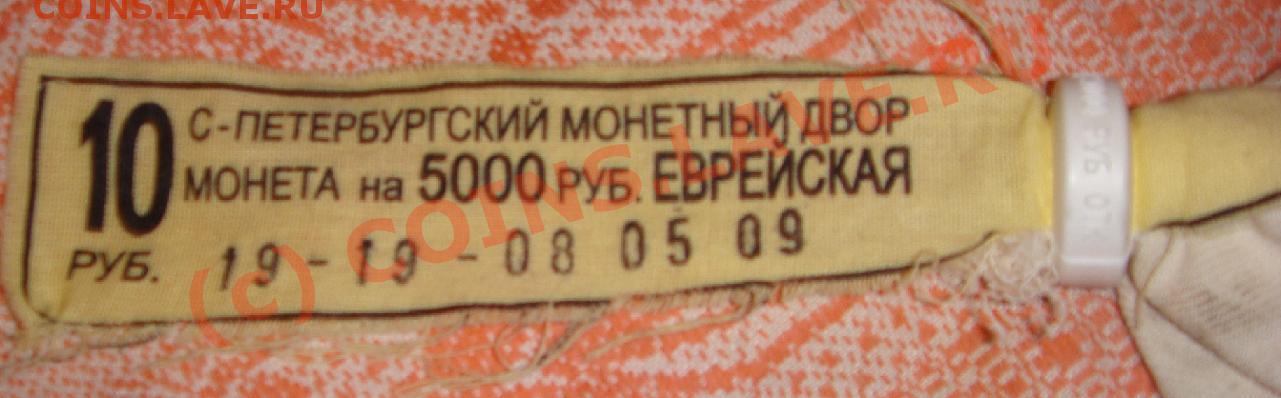 COINS.LAVE.RU
10 С-ПЕТЕРБУРГСКИЙ МОНЕТНЫЙ ДВОР
МОНЕТА на 5000 РУБ. ЕВРЕЙСКАЯ
РУБ. 19-19-08 05 09
(c) COINS.LAVE.R